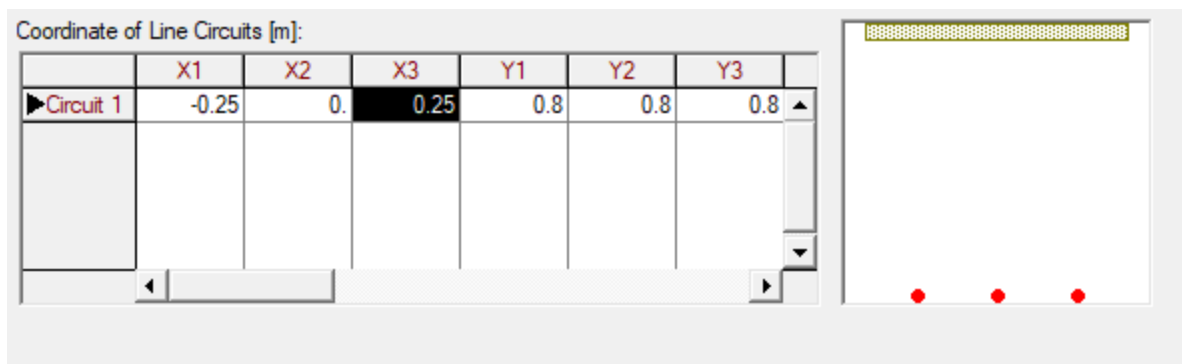 Coordinate of Line Circuits [m]:
X1 X2 X3 Y1 Y2 Y3
Circuit 1 -0.25 0. 0.25 0.8 0.8 0.8